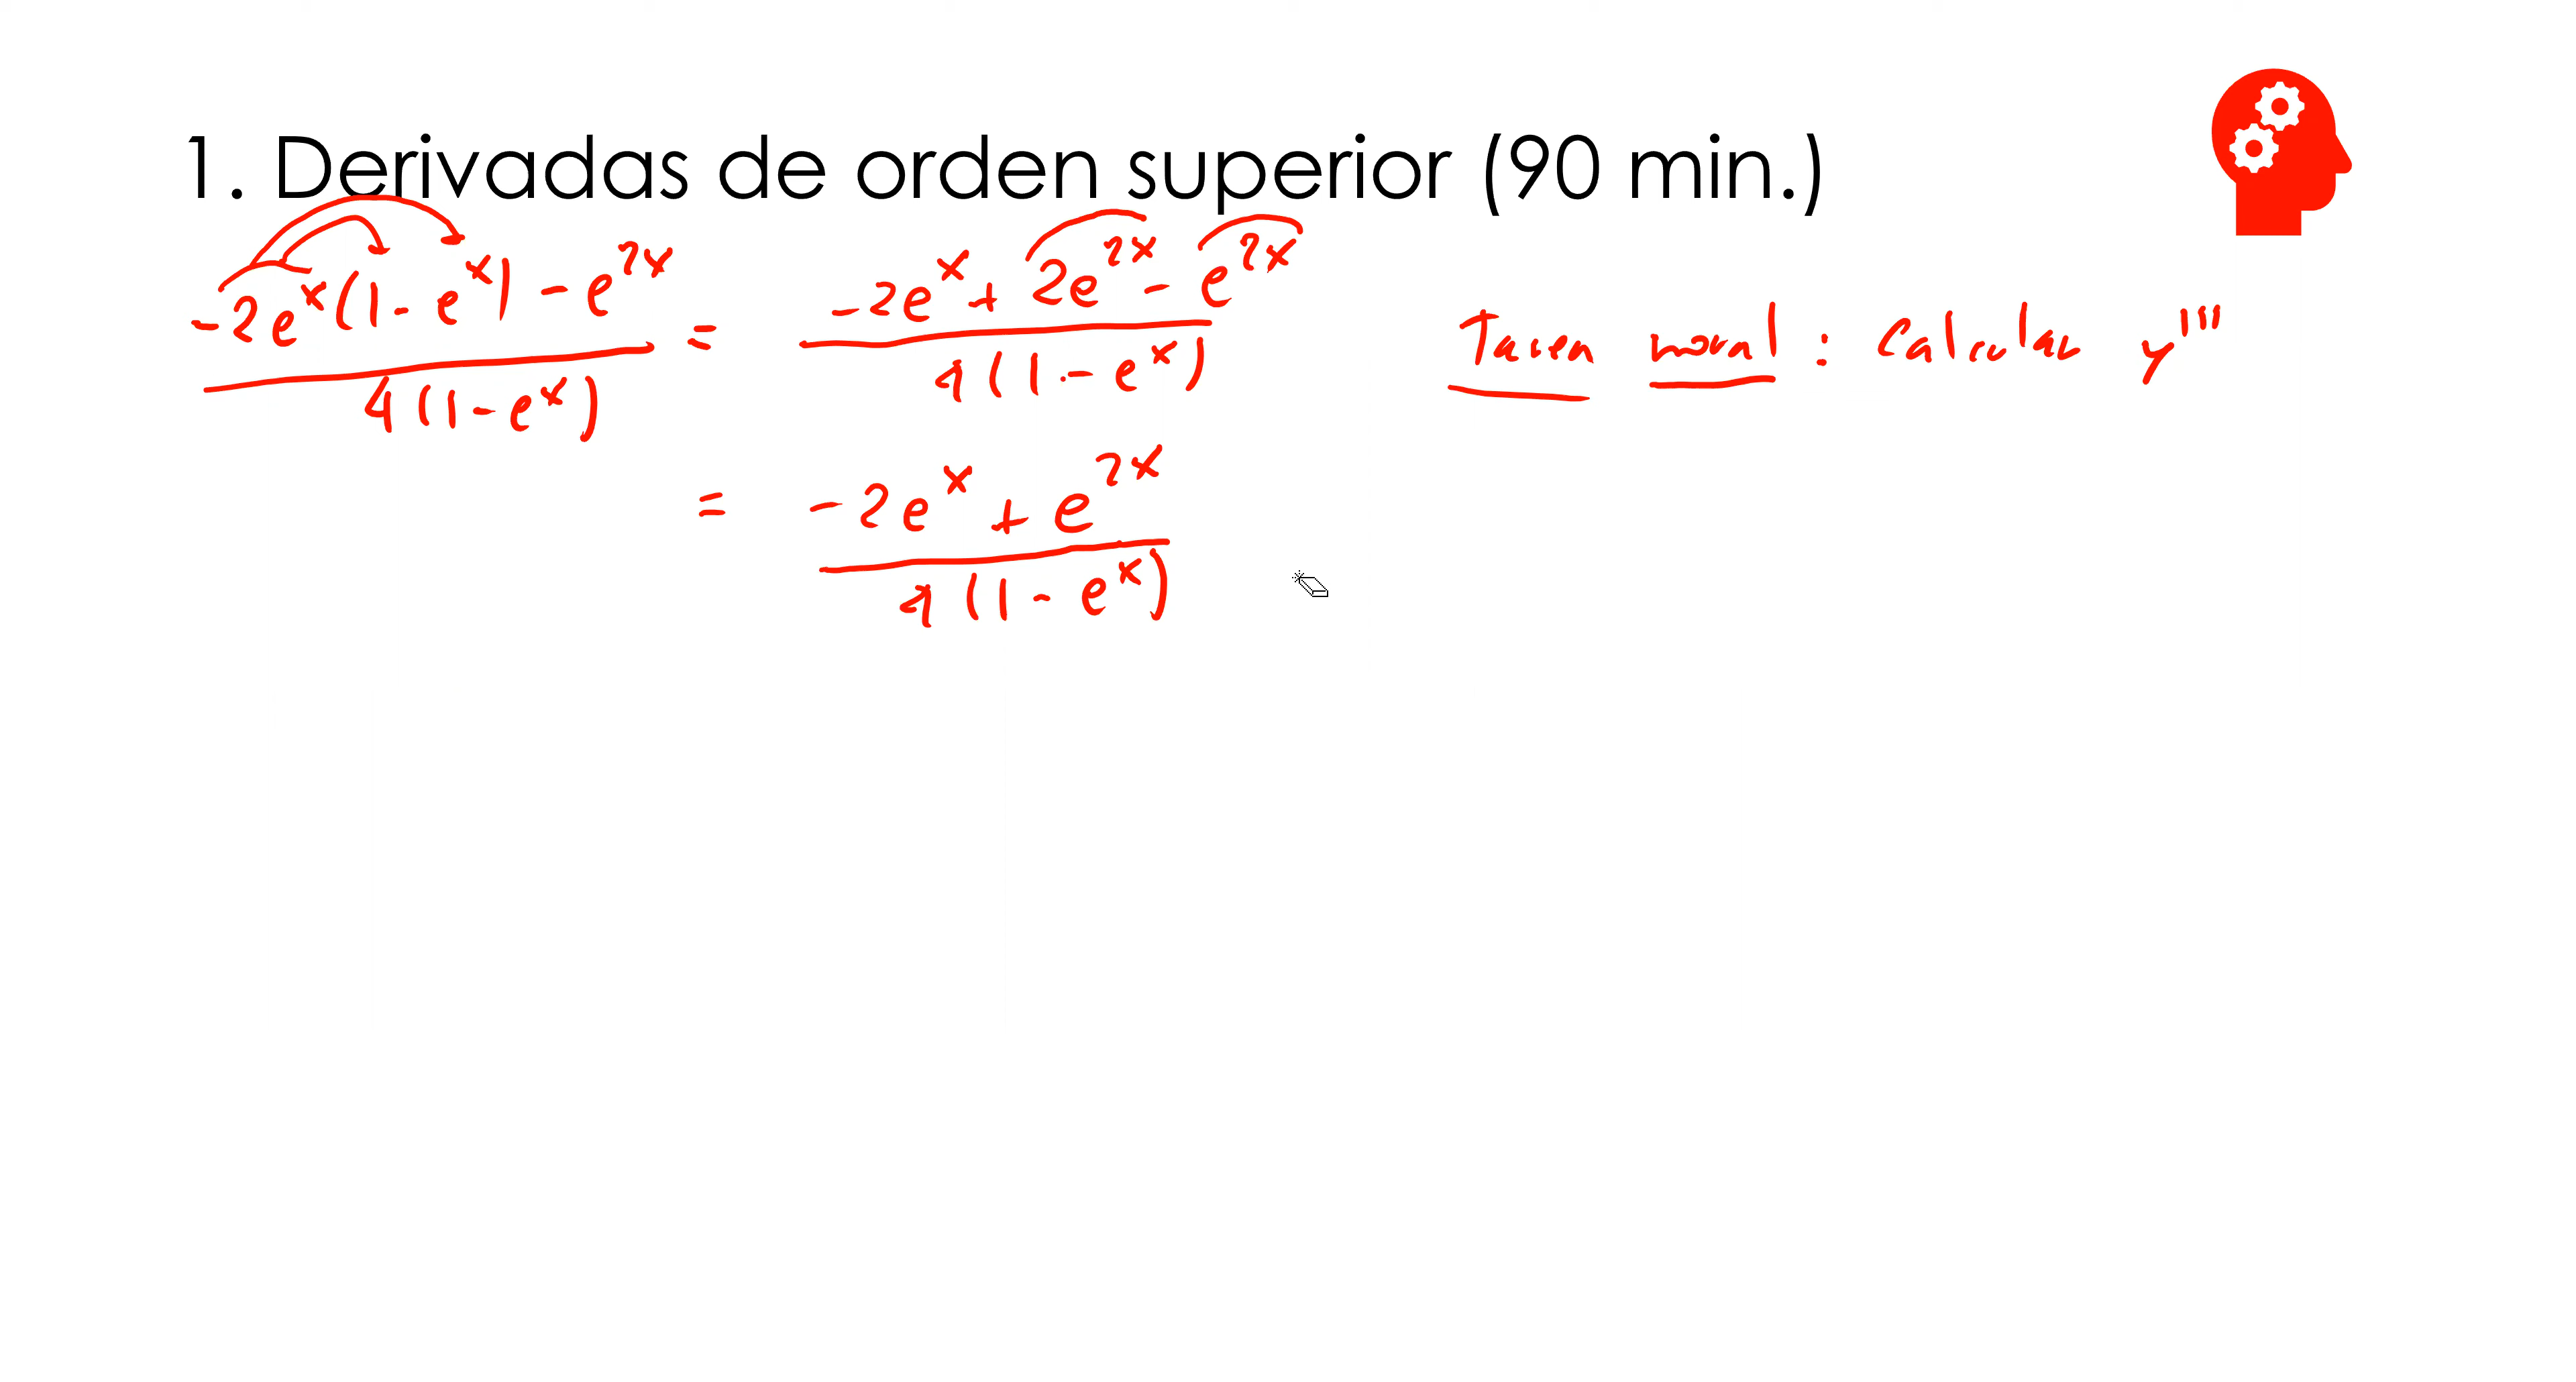 1. Derivadas de orden superior (90 min.)
-2e^x(1-e^x)-e^{2x} / 4(1-e^x) = -2e^x+2e^{2x}-e^{2x} / 4(1-e^x)
Tarea moral: Calcular y'''
= -2e^x+e^{2x} / 4(1-e^x)